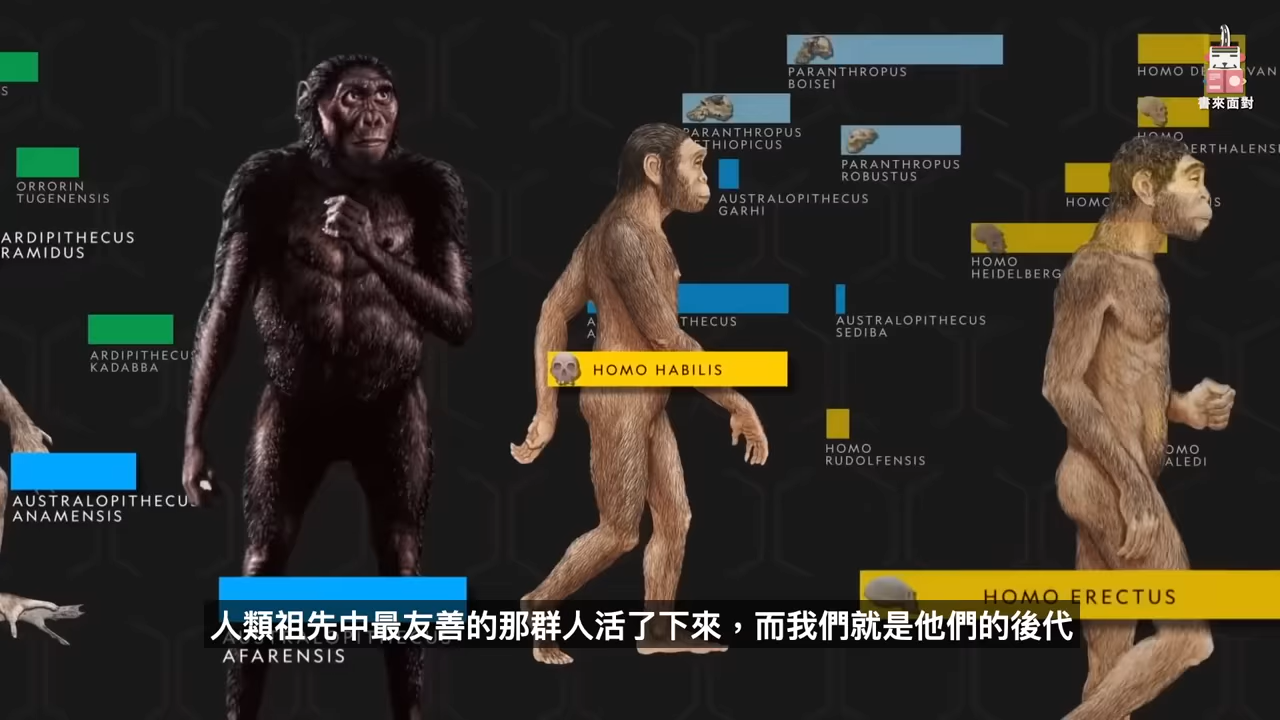 PARANTHROPUS
BOISEI
書來面對
PARANTHROPUS
ORRORIN
TUGENENSIS
PARANTHROPUS
ROBUSTUS
AUSTRALOPITHECUS
GARHI
ARDIPITHECUS
RAMIDUS
HOMO
AUSTRALOPITHECUS
SEDIBA
ARDIPITHECUS
KADABBA
HOMO HABILIS
HOMO
RUDOLFENSIS
AUSTRALOPITHECUS
ANAMENSIS
HOMO ERECTUS
人類祖先中最友善的那群人活了下來，而我們就是他們的後代
AFARENSIS